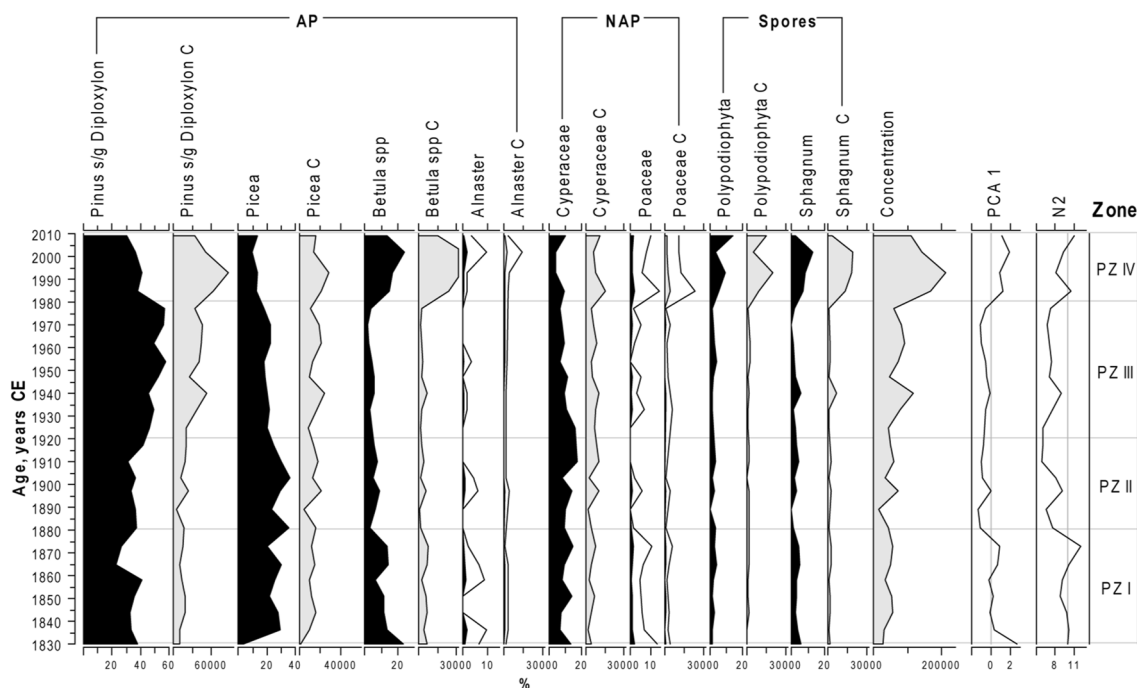 AP NAP Spores
Pinus s/g Diploxylon
Pinus s/g Diploxylon C
Picea
Picea C
Betula spp
Betula spp C
Alnaster
Alnaster C
Cyperaceae
Cyperaceae C
Poaceae
Poaceae C
Polypodiophyta
Polypodiophyta C
Sphagnum
Sphagnum C
Concentration
PCA 1
N2
Zone
Age, years CE
2010
2000
1990
1980
1970
1960
1950
1940
1930
1920
1910
1900
1890
1880
1870
1860
1850
1840
1830
PZ IV
PZ III
PZ II
PZ I
20 40 60 60000 20 40 40000 20 30000 10 30000 10 20 30000 10 30000 10 20 30000 20 30000 200000 0 2 8 11
%